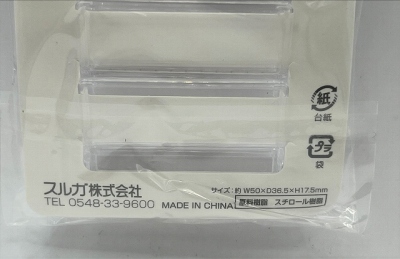 紙
台紙
プラ
袋
スルガ株式会社
サイズ:約 W50×D36.5×H17.5mm
TEL 0548-33-9600 MADE IN CHINA
原料樹脂 スチロール樹脂